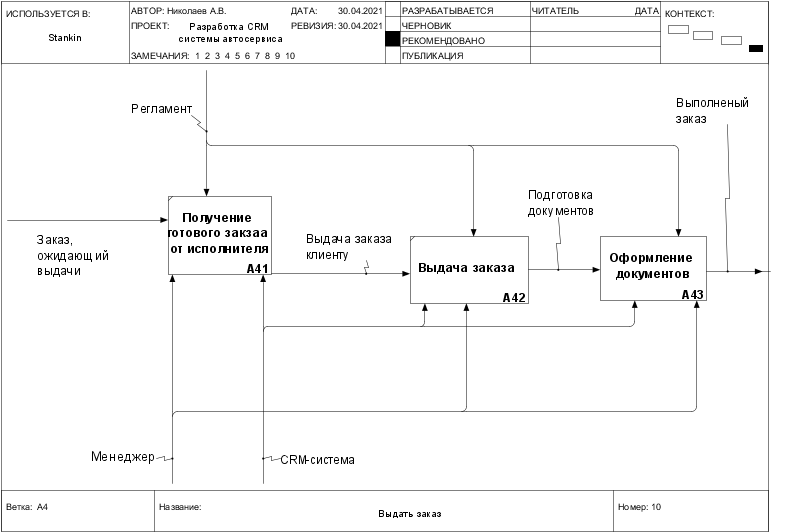 ИСПОЛЬЗУЕТСЯ В:
Stankin
АВТОР: Николаев А.В.
ДАТА: 30.04.2021
ПРОЕКТ: Разработка CRM
системы автосервиса
РЕВИЗИЯ: 30.04.2021
ЗАМЕЧАНИЯ: 1 2 3 4 5 6 7 8 9 10
РАЗРАБАТЫВАЕТСЯ
ЧЕРНОВИК
РЕКОМЕНДОВАНО
ПУБЛИКАЦИЯ
ЧИТАТЕЛЬ
ДАТА
КОНТЕКСТ:
Регламент
Выполненый
заказ
Получение
готового закзаа
от исполнителя
A41
Заказ,
ожидающий
выдачи
Выдача заказа
клиенту
Выдача заказа
A42
Подготовка
документов
Оформление
документов
A43
Менеджер
CRM-система
Ветка: A4
Название:
Выдать заказ
Номер: 10